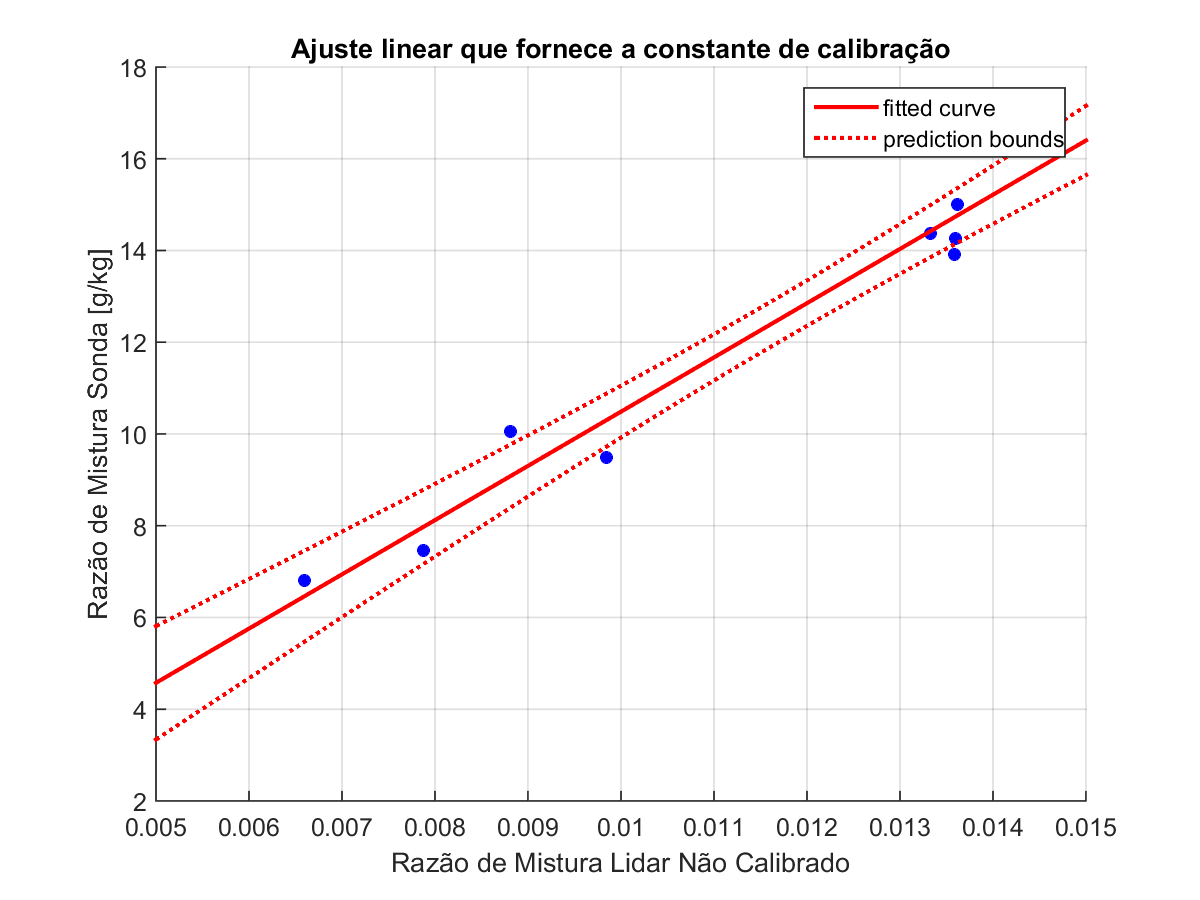 Ajuste linear que fornece a constante de calibração
fitted curve
prediction bounds
18
16
14
12
10
8
6
4
2
Razão de Mistura Sonda [g/kg]
0.005 0.006 0.007 0.008 0.009 0.01 0.011 0.012 0.013 0.014 0.015
Razão de Mistura Lidar Não Calibrado